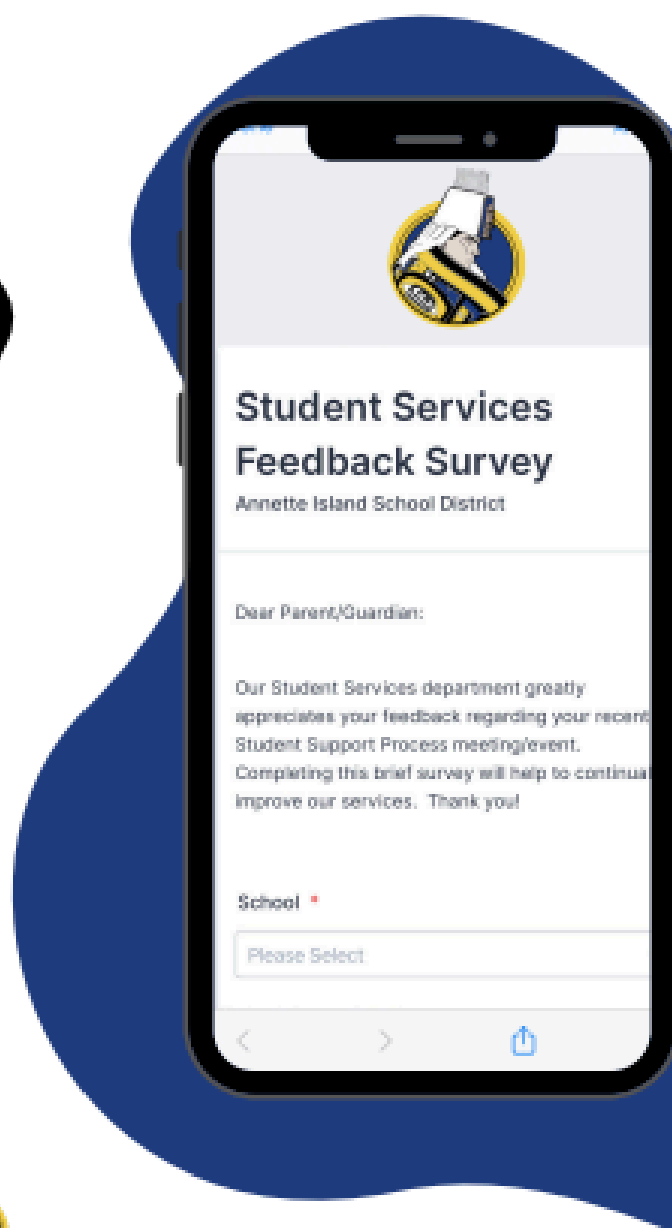 Student Services
Feedback Survey
Annette Island School District
Dear Parent/Guardian:
Our Student Services department greatly
appreciates your feedback regarding your recent
Student Support Process meeting/event.
Completing this brief survey will help to continual
improve our services. Thank you!
School *
Please Select